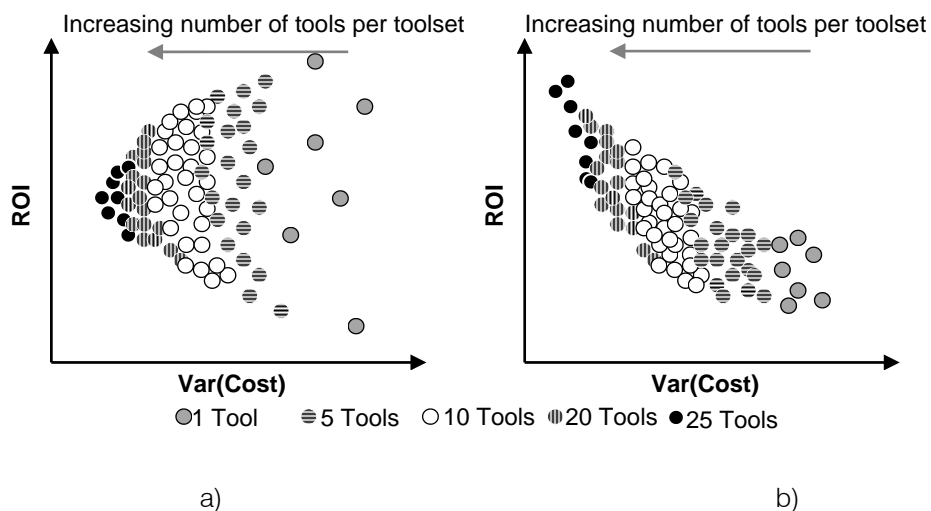 Increasing number of tools per toolset
Increasing number of tools per toolset
ROI
ROI
Var(Cost)
Var(Cost)
1 Tool 5 Tools 10 Tools 20 Tools 25 Tools
a)
b)